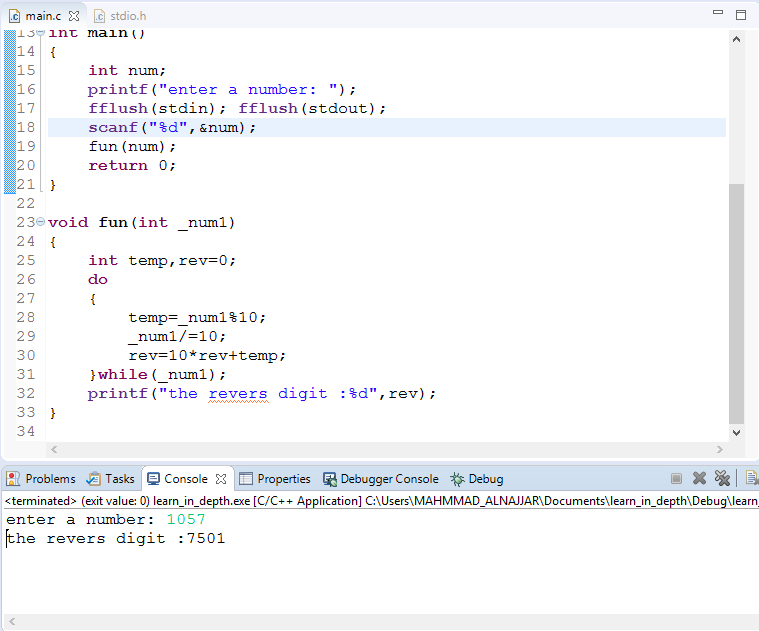 main.c stdio.h
13 int main()
14 {
15 int num;
16 printf("enter a number: ");
17 fflush(stdin); fflush(stdout);
18 scanf("%d",&num);
19 fun(num);
20 return 0;
21 }
22
23 void fun(int _num1)
24 {
25 int temp,rev=0;
26 do
27 {
28 temp=_num1%10;
29 _num1/=10;
30 rev=10*rev+temp;
31 }while(_num1);
32 printf("the revers digit :%d",rev);
33 }
34
Problems Tasks Console Properties Debugger Console Debug
<terminated> (exit value: 0) learn_in_depth.exe [C/C++ Application] C:\Users\MAHMMAD_ALNAJJAR\Documents\learn_in_depth\Debug\learn_
enter a number: 1057
the revers digit :7501